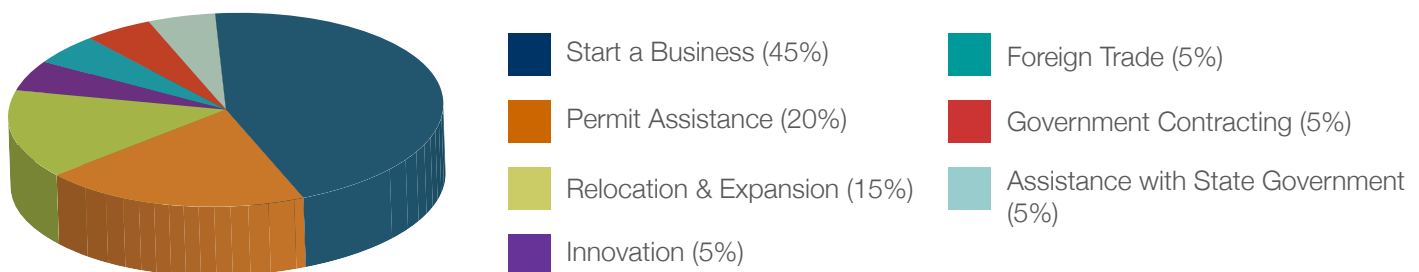 Start a Business (45%)
Permit Assistance (20%)
Relocation & Expansion (15%)
Innovation (5%)
Foreign Trade (5%)
Government Contracting (5%)
Assistance with State Government
(5%)